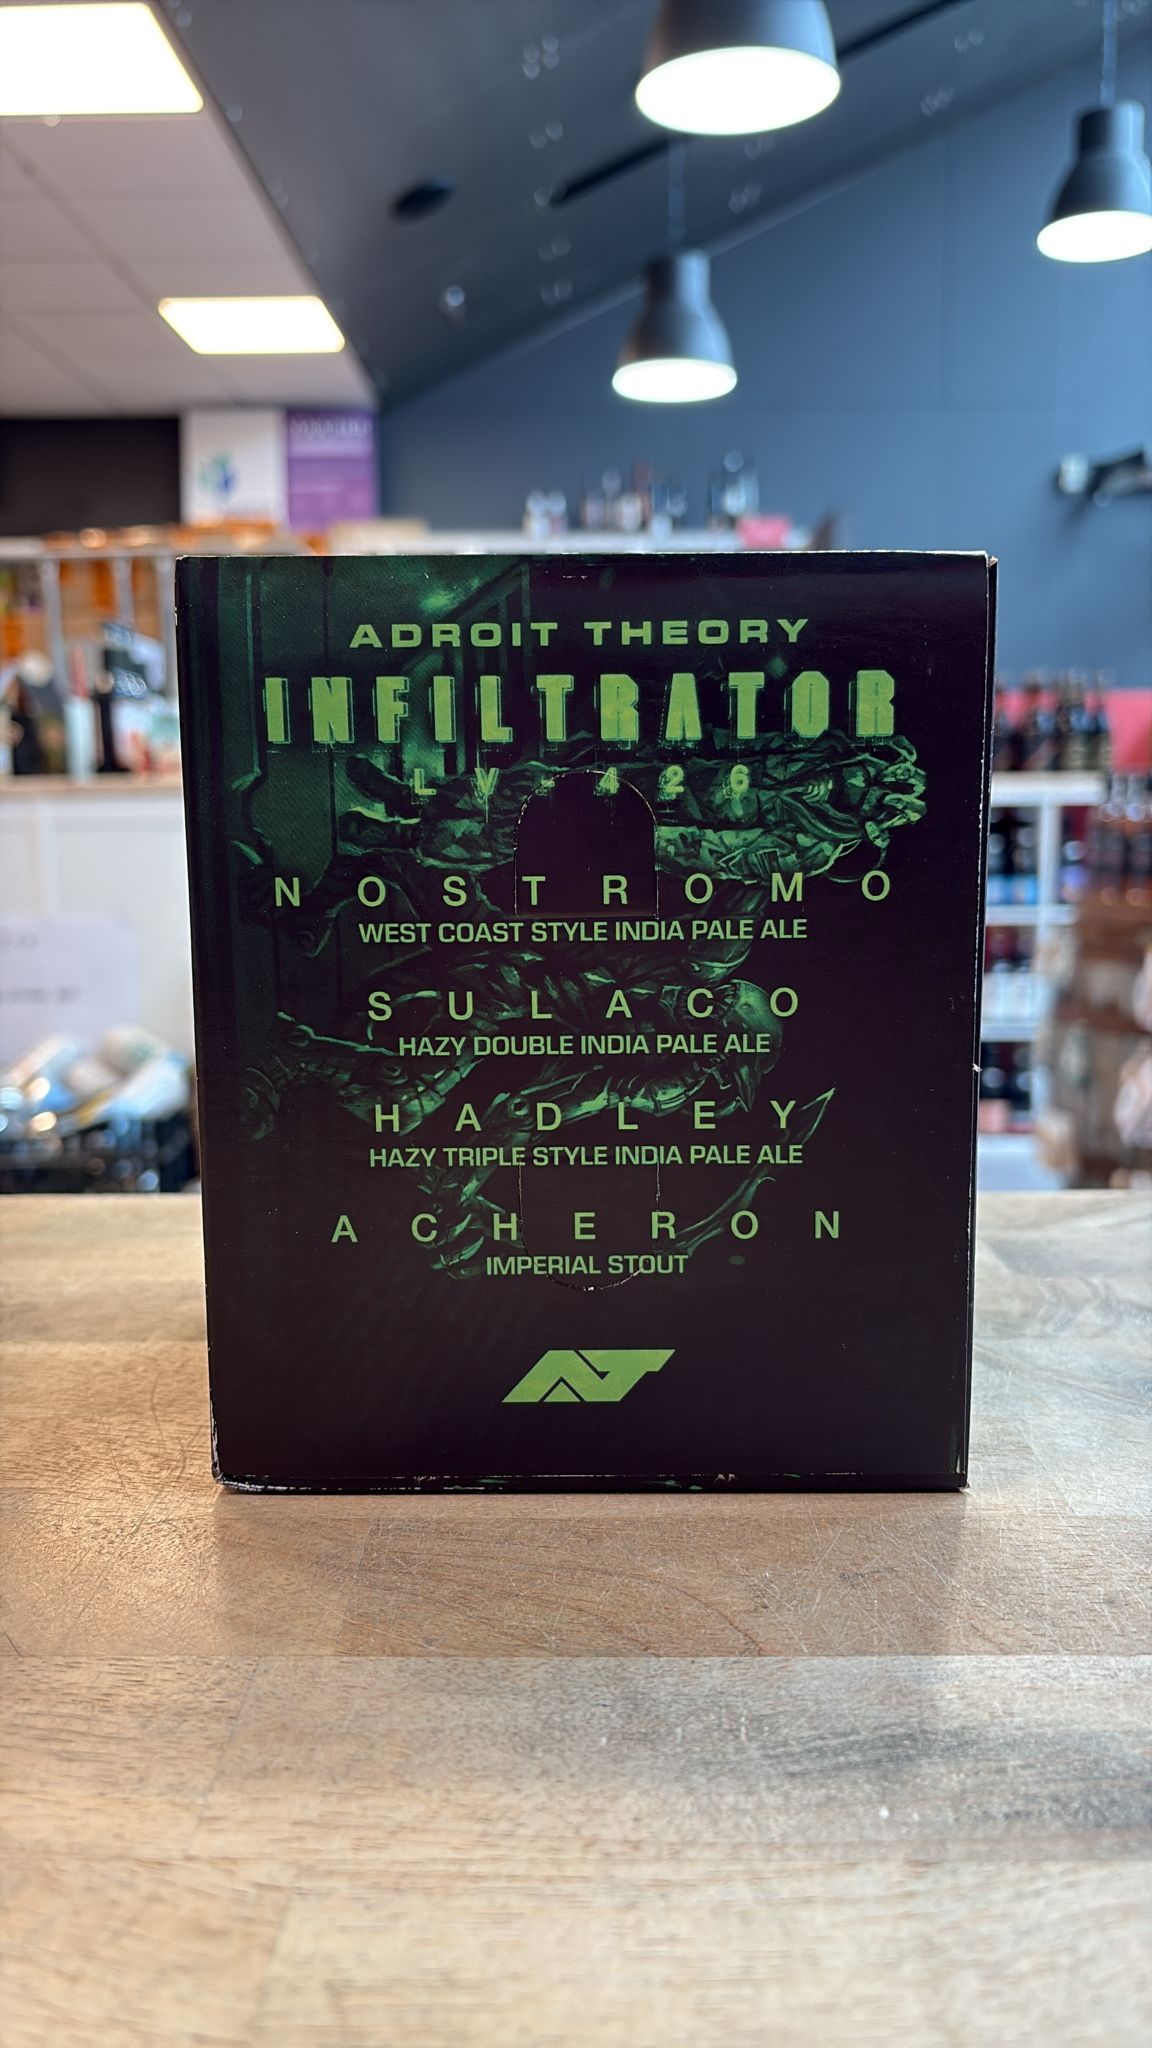 ADROIT THEORY
INFILTRATOR
LV-426
NOSTROMO
WEST COAST STYLE INDIA PALE ALE
SULACO
HAZY DOUBLE INDIA PALE ALE
HADLEY
HAZY TRIPLE STYLE INDIA PALE ALE
ACHERON
IMPERIAL STOUT
AT